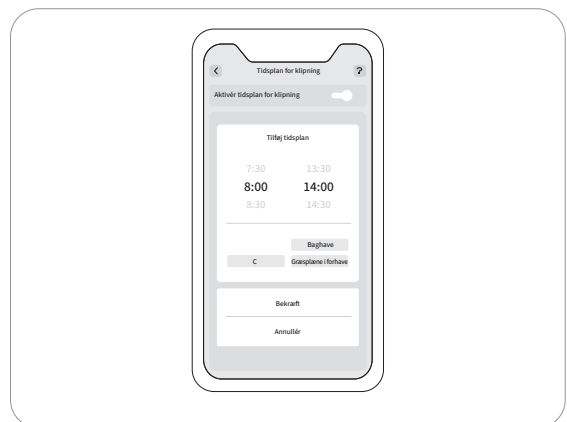 Tidsplan for klipning ?
Aktivér tidsplan for klipning
Tilføj tidsplan
7:30 13:30
8:00 14:00
8:30 14:30
Baghave
C Græsplæne i forhave
Bekræft
Annullér